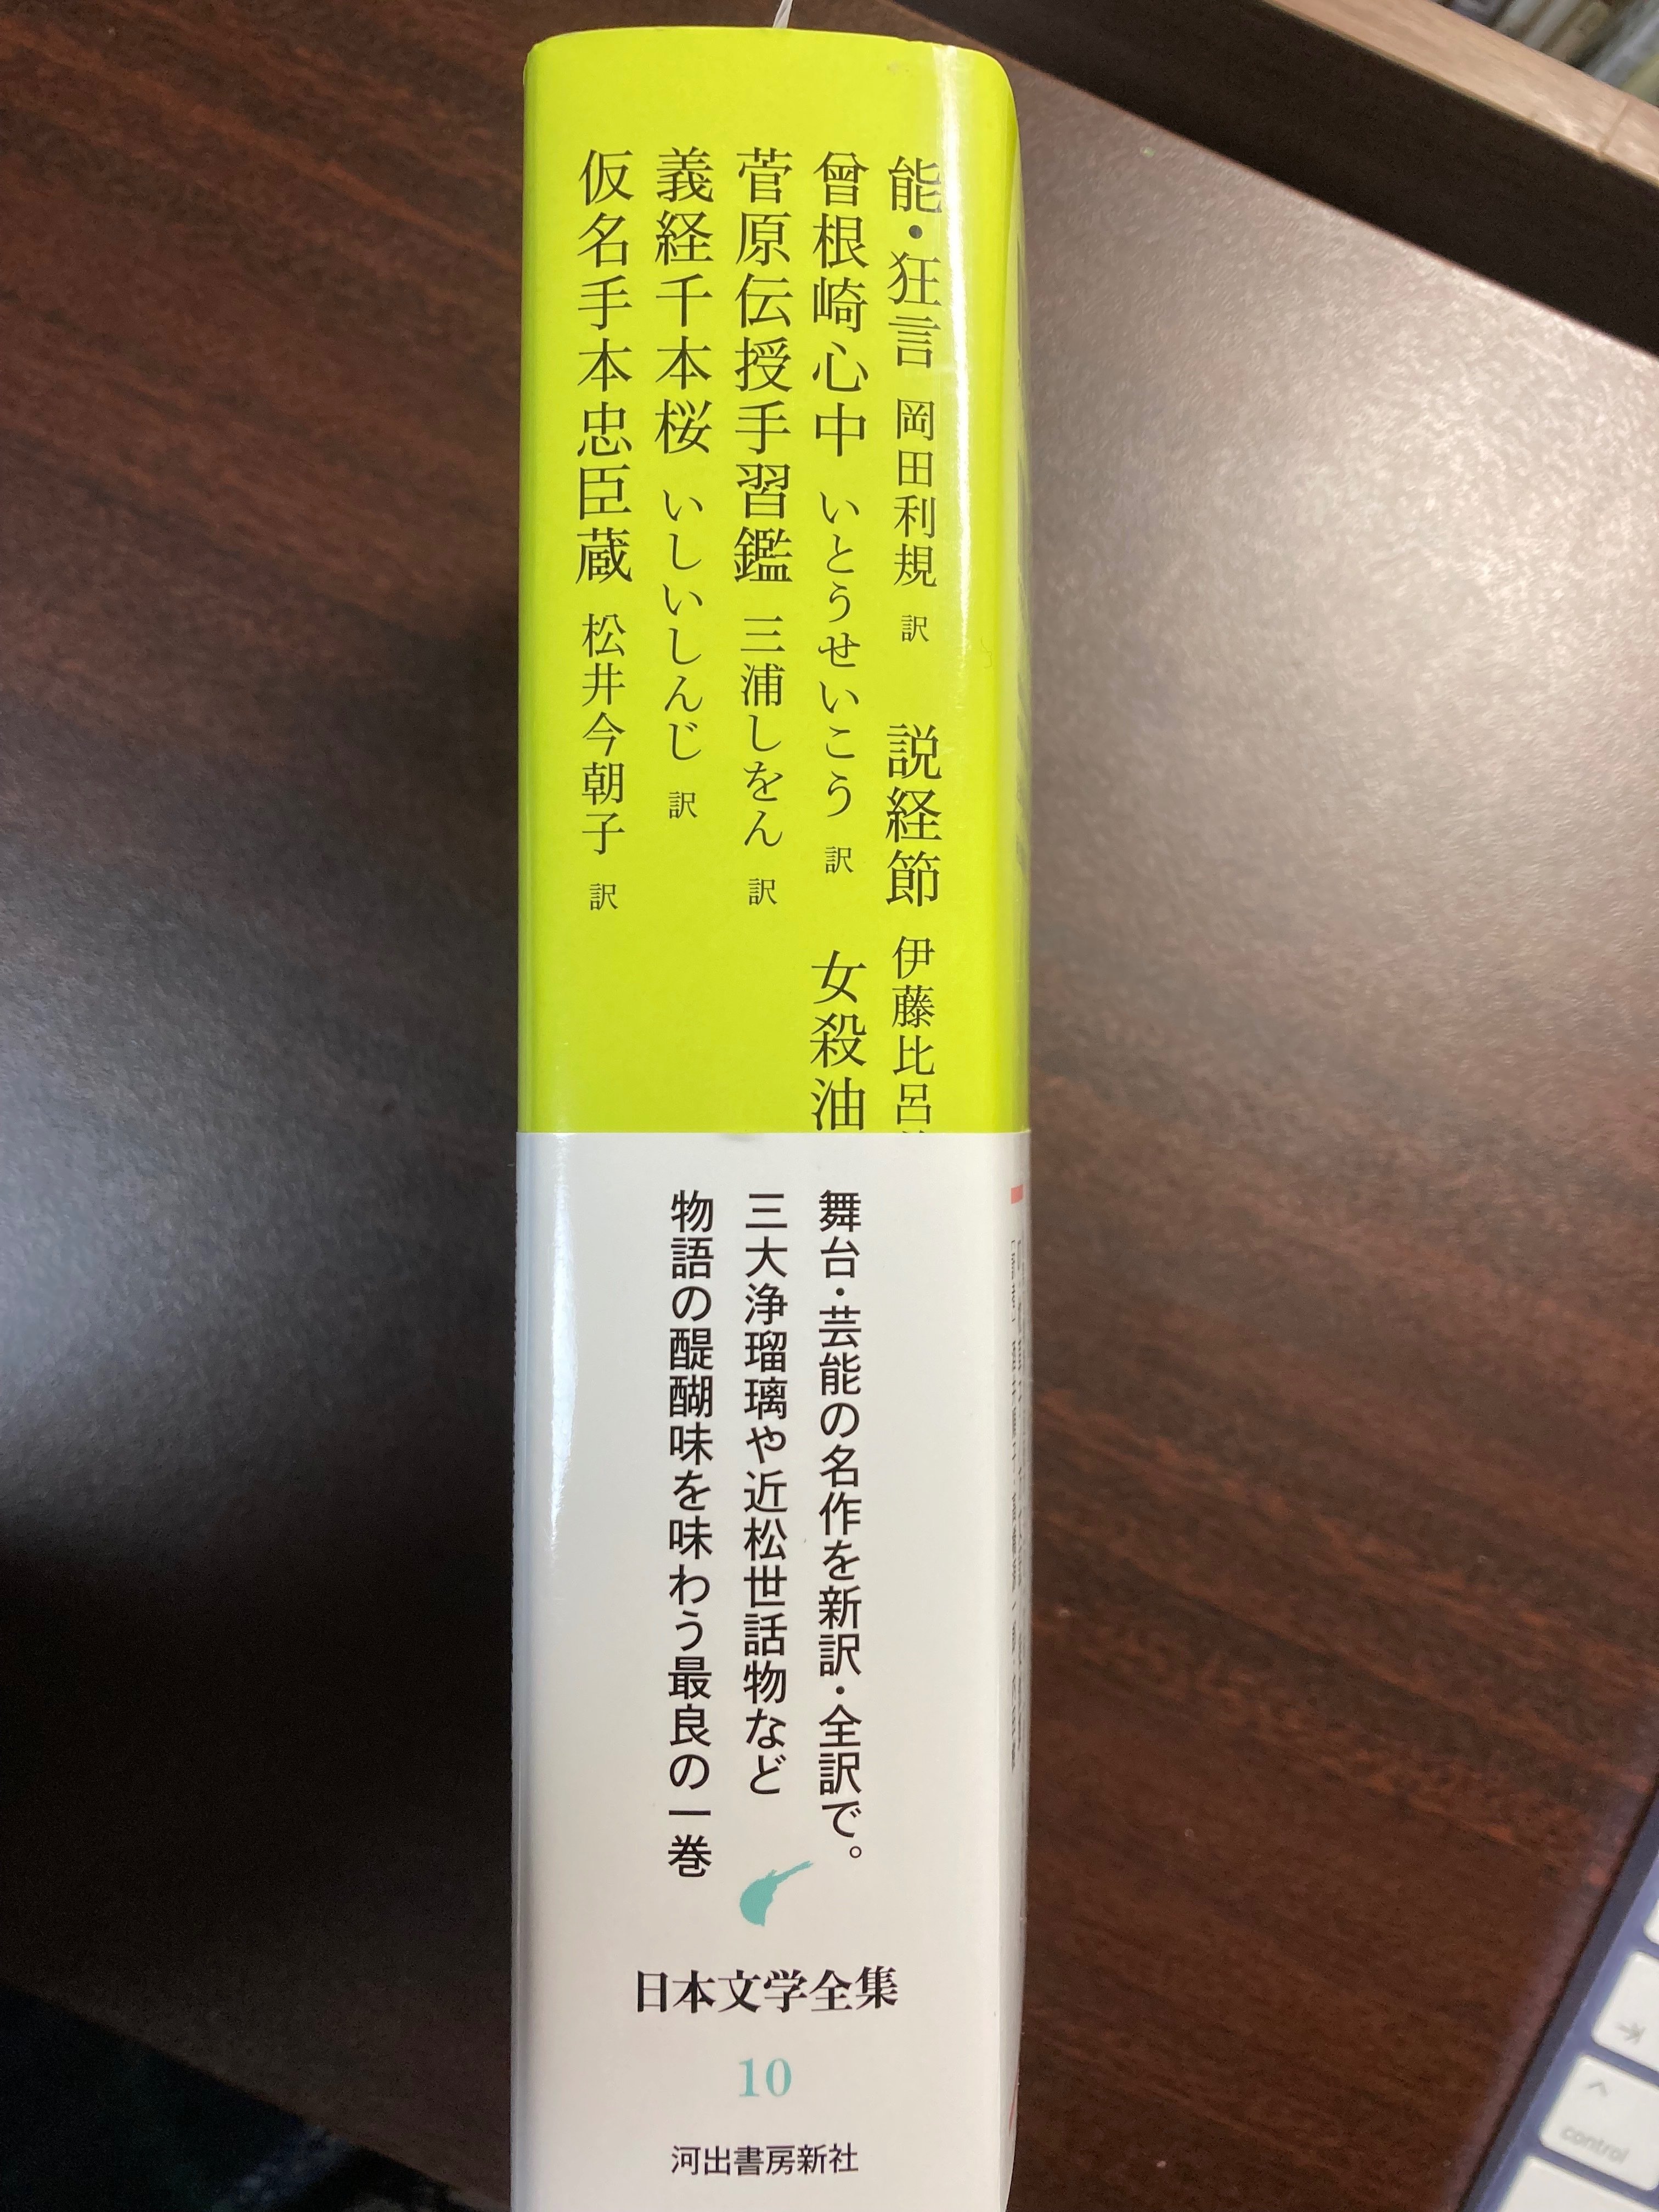 能・狂言 岡田利規 訳 説経節 伊藤比呂
曾根崎心中 いとうせいこう 訳 女殺油
菅原伝授手習鑑 三浦しをん 訳
義経千本桜 いしいしんじ 訳
仮名手本忠臣蔵 松井今朝子 訳
舞台・芸能の名作を新訳・全訳で。
三大浄瑠璃や近松世話物など
物語の醍醐味を味わう最良の一巻
日本文学全集
10
河出書房新社
control